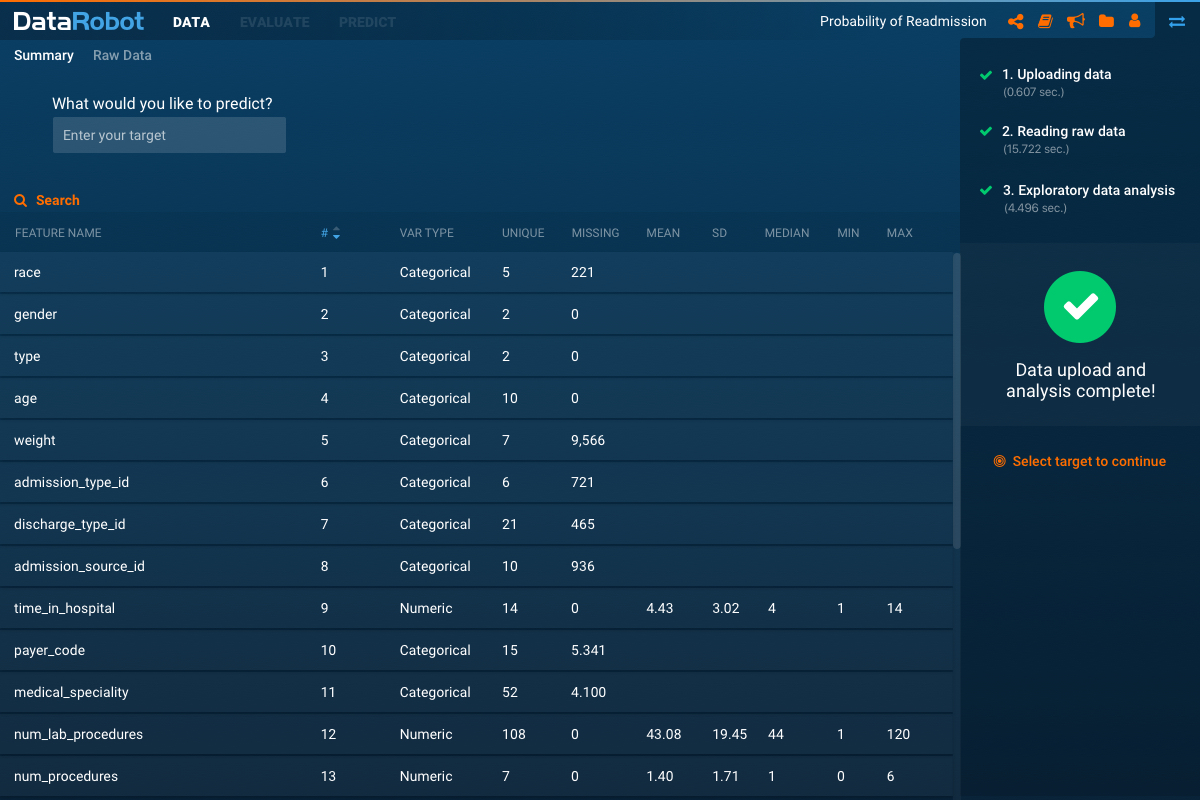 DataRobot DATA EVALUATE PREDICT Probability of Readmission
Summary Raw Data
What would you like to predict?
Enter your target
Search
FEATURE NAME # VAR TYPE UNIQUE MISSING MEAN SD MEDIAN MIN MAX
race 1 Categorical 5 221
gender 2 Categorical 2 0
type 3 Categorical 2 0
age 4 Categorical 10 0
weight 5 Categorical 7 9,566
admission_type_id 6 Categorical 6 721
discharge_type_id 7 Categorical 21 465
admission_source_id 8 Categorical 10 936
time_in_hospital 9 Numeric 14 0 4.43 3.02 4 1 14
payer_code 10 Categorical 15 5.341
medical_speciality 11 Categorical 52 4.100
num_lab_procedures 12 Numeric 108 0 43.08 19.45 44 1 120
num_procedures 13 Numeric 7 0 1.40 1.71 1 0 6
1. Uploading data
(0.607 sec.)
2. Reading raw data
(15.722 sec.)
3. Exploratory data analysis
(4.496 sec.)
Data upload and
analysis complete!
Select target to continue